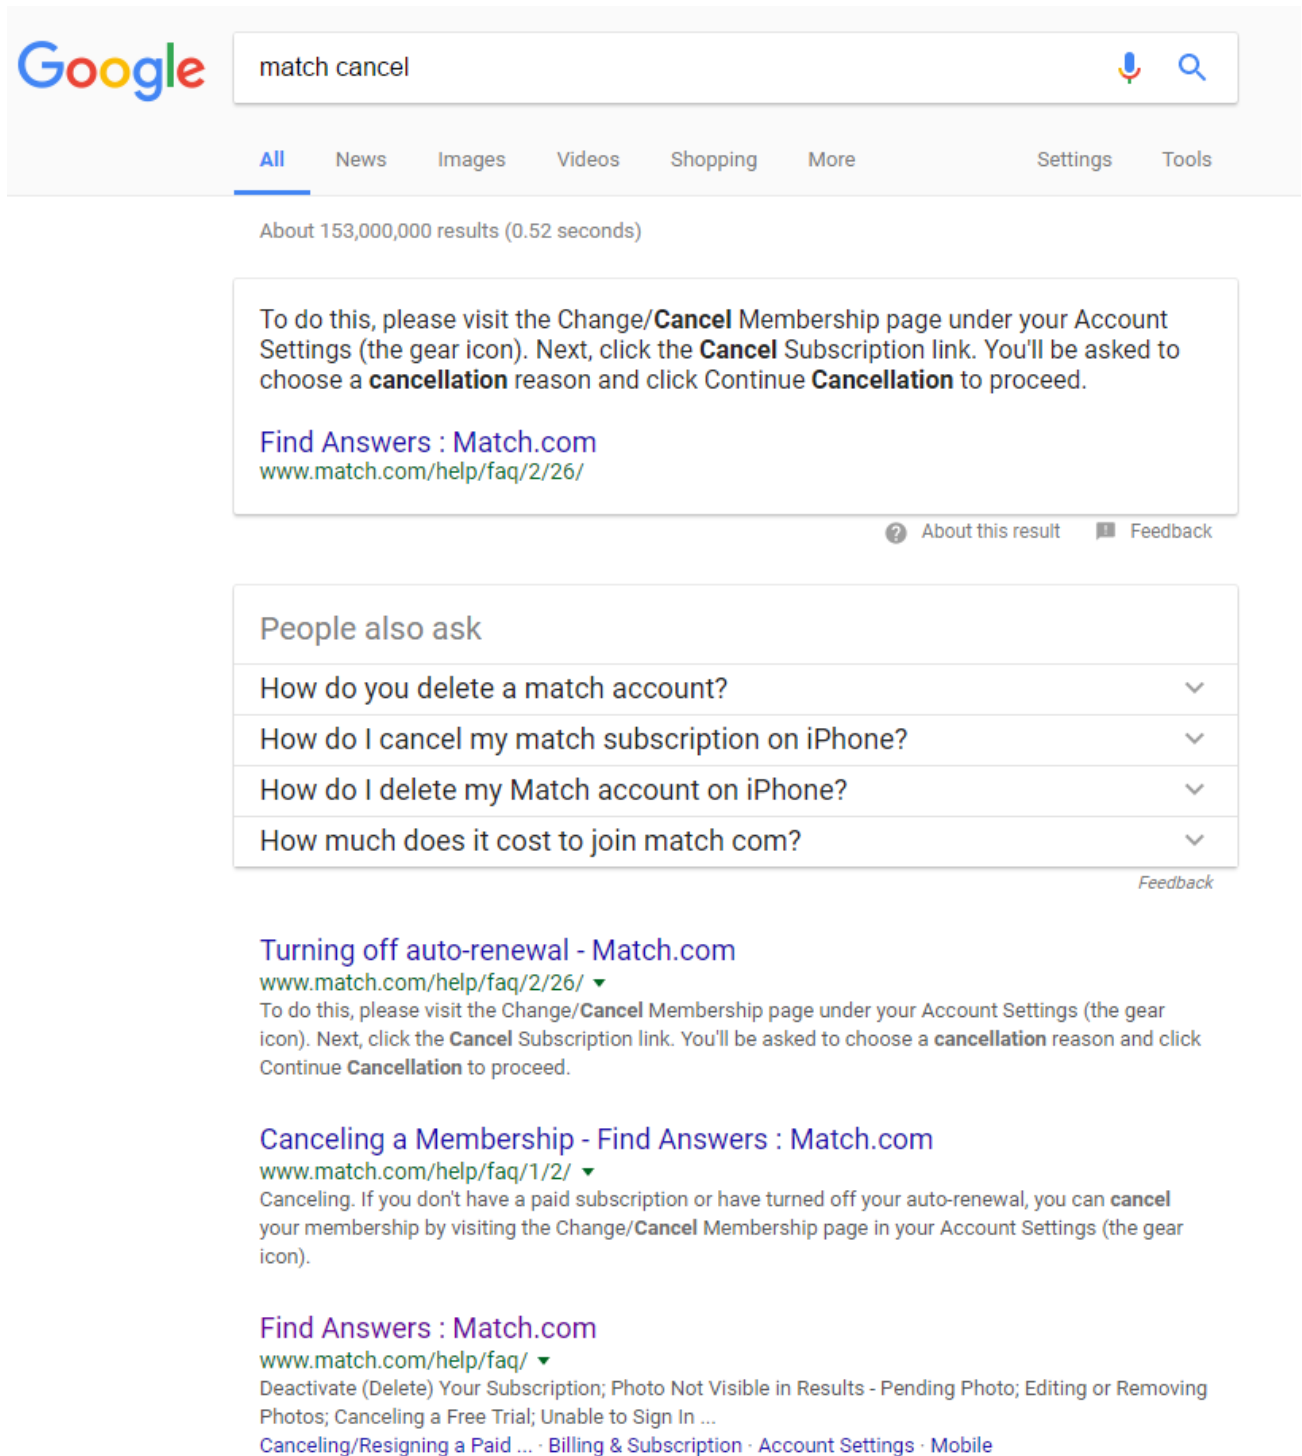 Google
match cancel
All News Images Videos Shopping More Settings Tools
About 153,000,000 results (0.52 seconds)
To do this, please visit the Change/Cancel Membership page under your Account
Settings (the gear icon). Next, click the Cancel Subscription link. You'll be asked to
choose a cancellation reason and click Continue Cancellation to proceed.
Find Answers : Match.com
www.match.com/help/faq/2/26/
About this result Feedback
People also ask
How do you delete a match account?
How do I cancel my match subscription on iPhone?
How do I delete my Match account on iPhone?
How much does it cost to join match com?
Feedback
Turning off auto-renewal - Match.com
www.match.com/help/faq/2/26/
To do this, please visit the Change/Cancel Membership page under your Account Settings (the gear
icon). Next, click the Cancel Subscription link. You'll be asked to choose a cancellation reason and click
Continue Cancellation to proceed.
Canceling a Membership - Find Answers : Match.com
www.match.com/help/faq/1/2/
Canceling. If you don't have a paid subscription or have turned off your auto-renewal, you can cancel
your membership by visiting the Change/Cancel Membership page in your Account Settings (the gear
icon).
Find Answers : Match.com
www.match.com/help/faq/
Deactivate (Delete) Your Subscription; Photo Not Visible in Results - Pending Photo; Editing or Removing
Photos; Canceling a Free Trial; Unable to Sign In ...
Canceling/Resigning a Paid ... · Billing & Subscription · Account Settings · Mobile